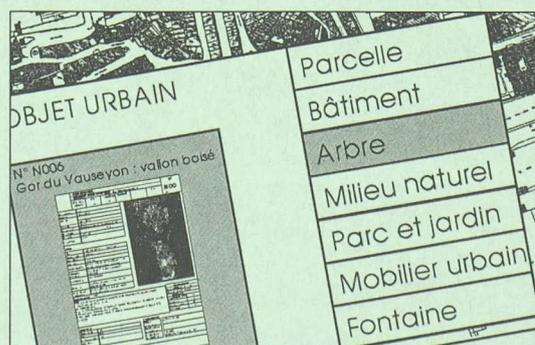 OBJET URBAIN
N° N006
Gor du Vauseyon : vallon boisé
Parcelle
Bâtiment
Arbre
Milieu naturel
Parc et jardin
Mobilier urbain
Fontaine